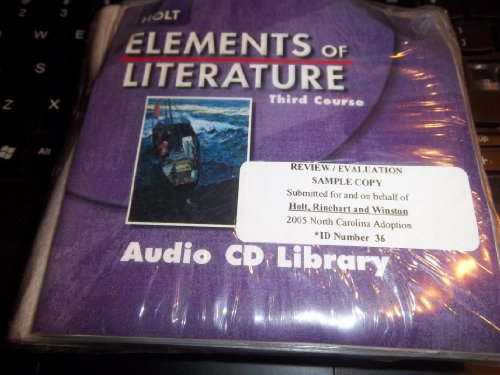 HOLT
ELEMENTS OF
LITERATURE
Third Course
REVIEW / EVALUATION
SAMPLE COPY
Submitted for and on behalf of
Holt, Rinehart and Winston
2005 North Carolina Adoption
*ID Number 36
Audio CD Library
Z
X
Alt